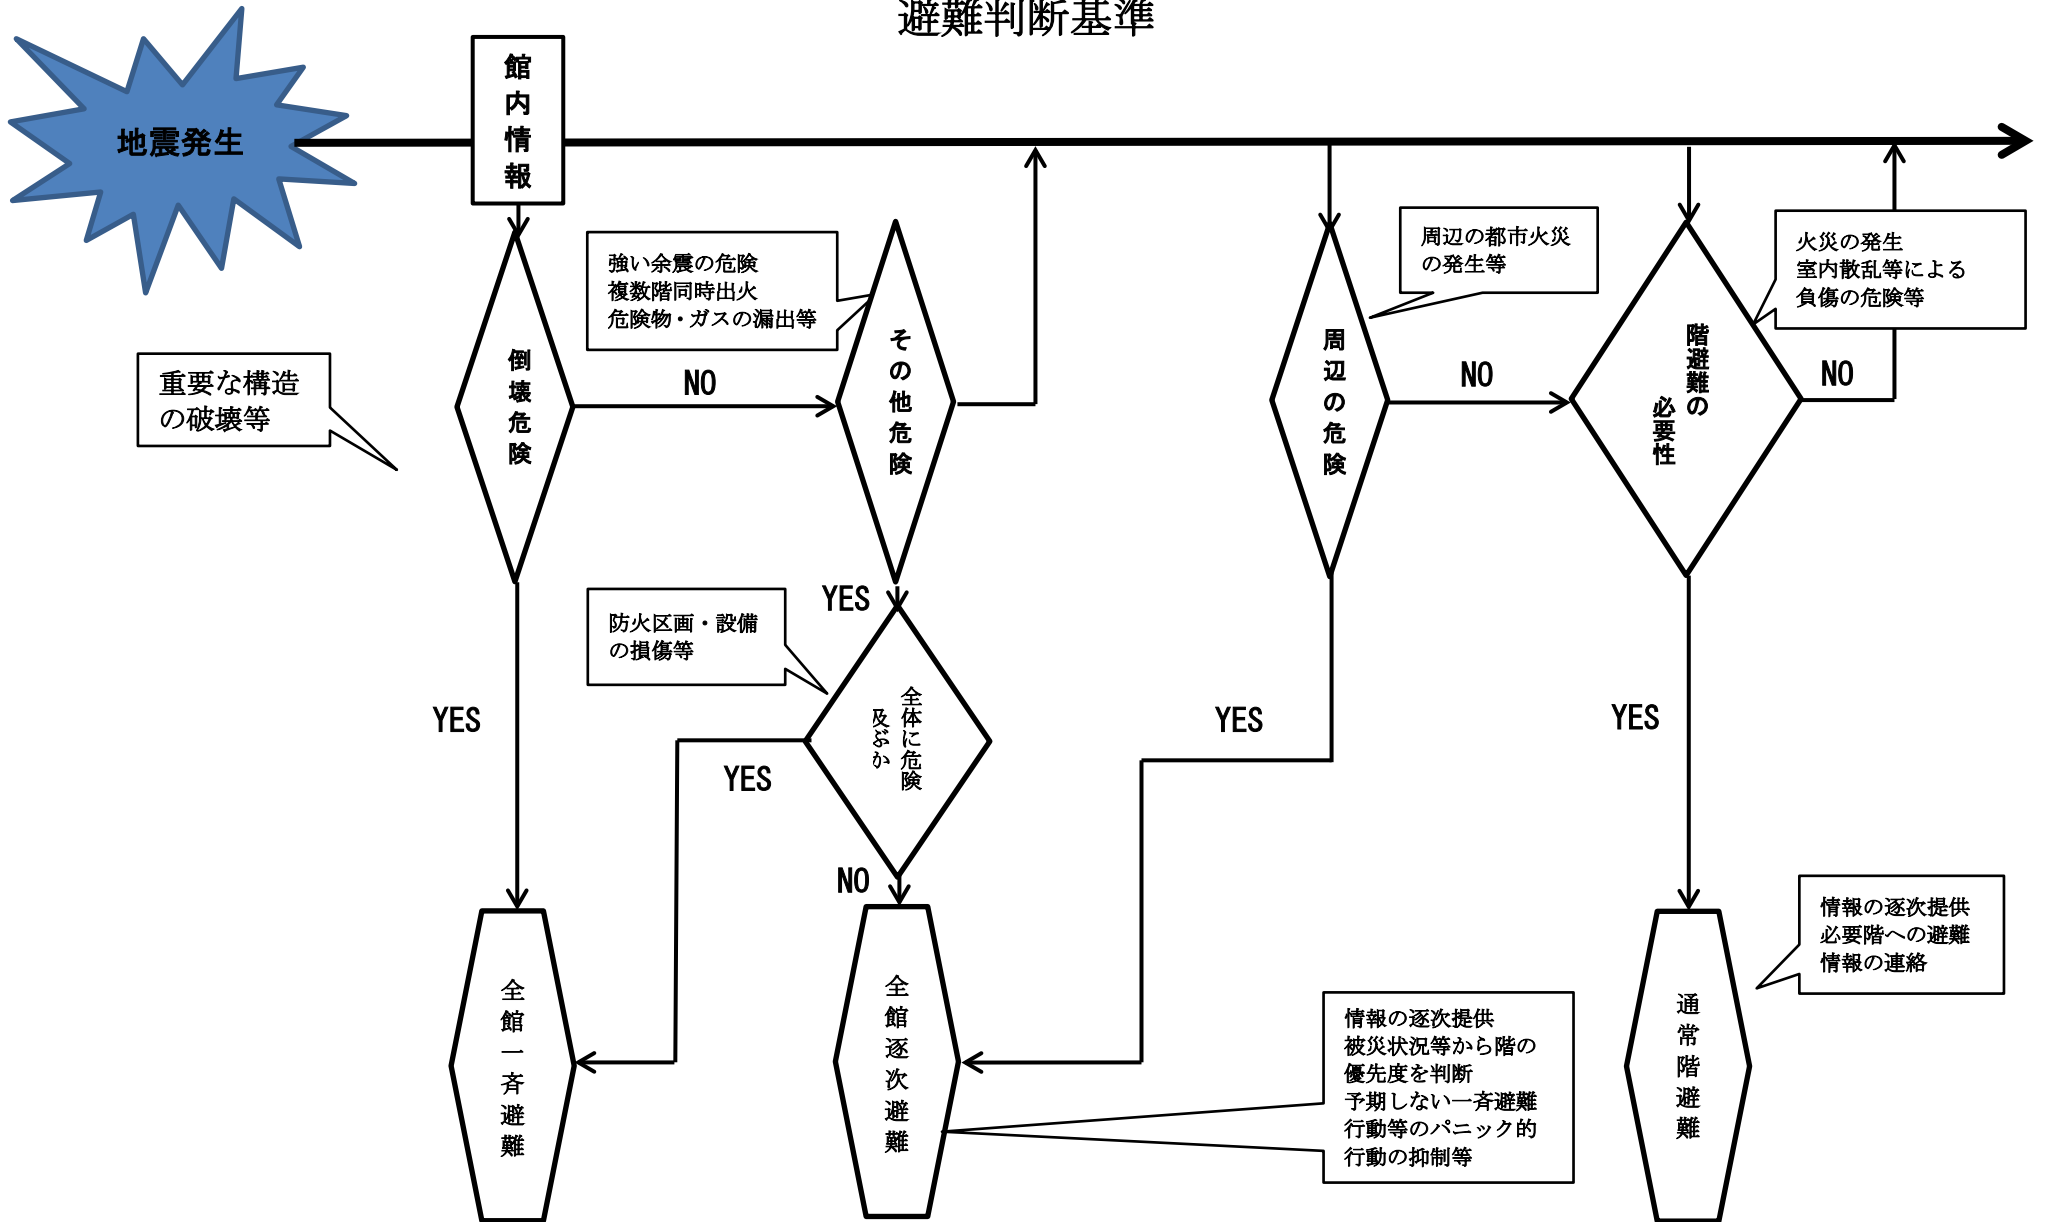 避難判断基準
地震発生
館内情報
強い余震の危険
複数階同時出火
危険物・ガスの漏出等
周辺の都市火災
の発生等
火災の発生
室内散乱等による
負傷の危険等
重要な構造
の破壊等
倒壊危険
NO
その他危険
周辺の危険
NO
階避難の
必要性
NO
YES
防火区画・設備
の損傷等
全体に危険
及ぶか
YES
YES
YES
YES
NO
全館一斉避難
全館逐次避難
情報の逐次提供
被災状況等から階の
優先度を判断
予期しない一斉避難
行動等のパニック的
行動の抑制等
通常階避難
情報の逐次提供
必要階への避難
情報の連絡